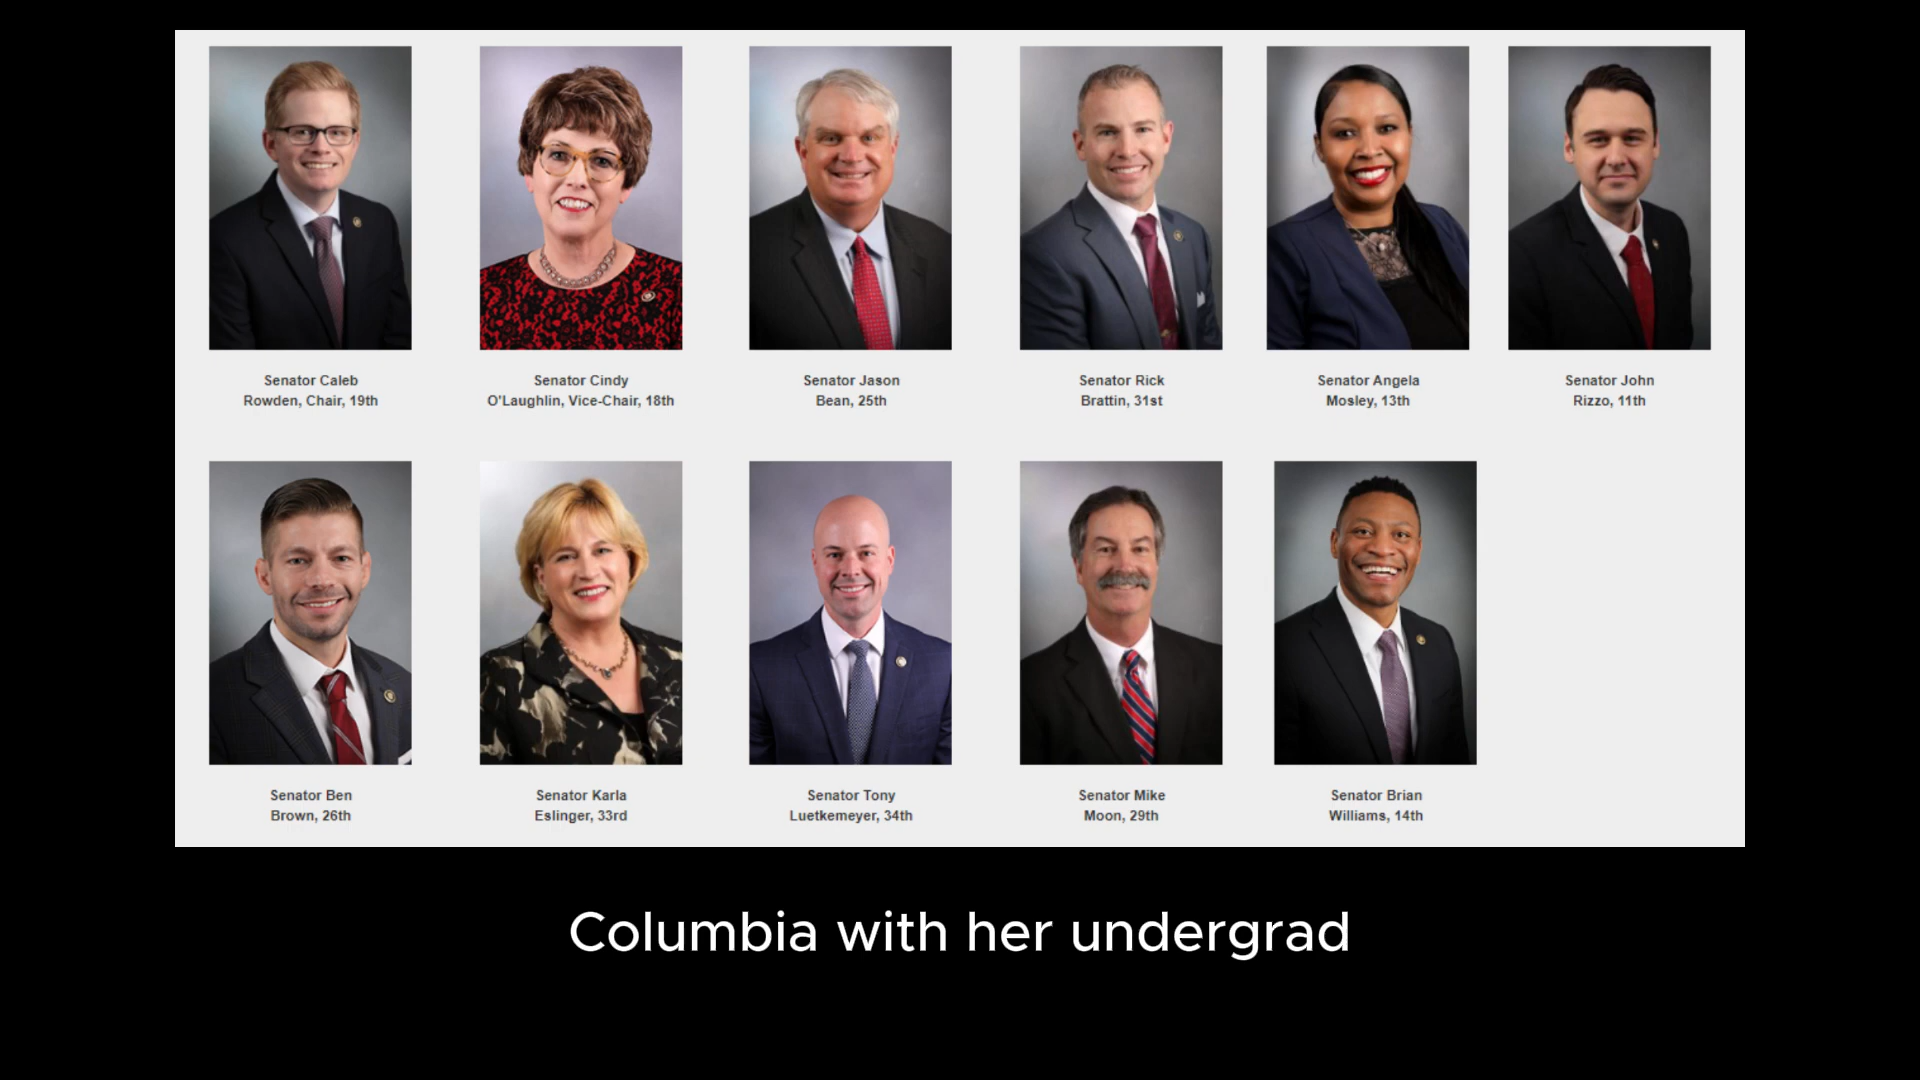 Senator Caleb
Rowden, Chair, 19th
Senator Cindy
O'Laughlin, Vice-Chair, 18th
Senator Jason
Bean, 25th
Senator Rick
Brattin, 31st
Senator Angela
Mosley, 13th
Senator John
Rizzo, 11th
Senator Ben
Brown, 26th
Senator Karla
Eslinger, 33rd
Senator Tony
Luetkemeyer, 34th
Senator Mike
Moon, 29th
Senator Brian
Williams, 14th
Columbia with her undergrad